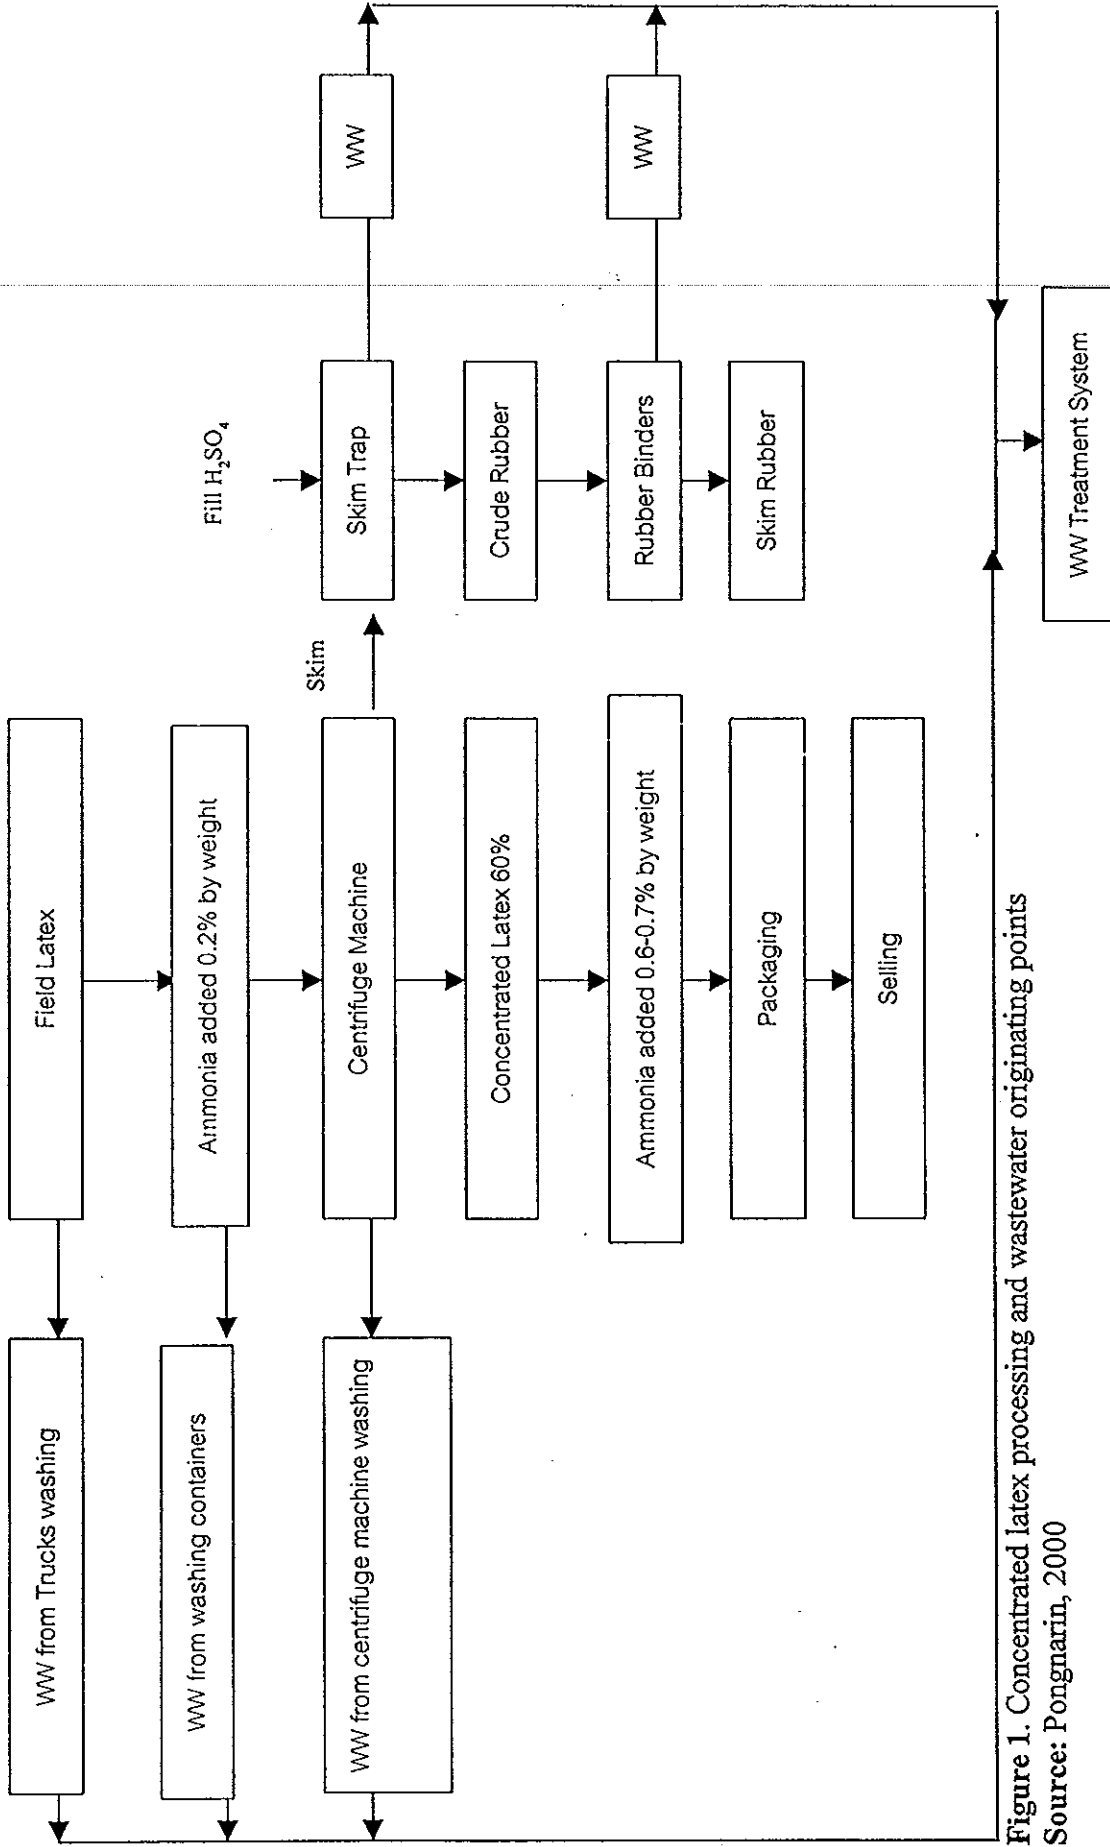 Field Latex
Ammonia added 0.2% by weight
Centrifuge Machine
Concentrated Latex 60%
Ammonia added 0.6-0.7% by weight
Packaging
Selling
WW from Trucks washing
WW from washing containers
WW from centrifuge machine washing
Skim
Fill H₂SO₄
Skim Trap
Crude Rubber
Rubber Binders
Skim Rubber
WW
WW
WW Treatment System
Figure 1. Concentrated latex processing and wastewater originating points
Source: Pongnarin, 2000